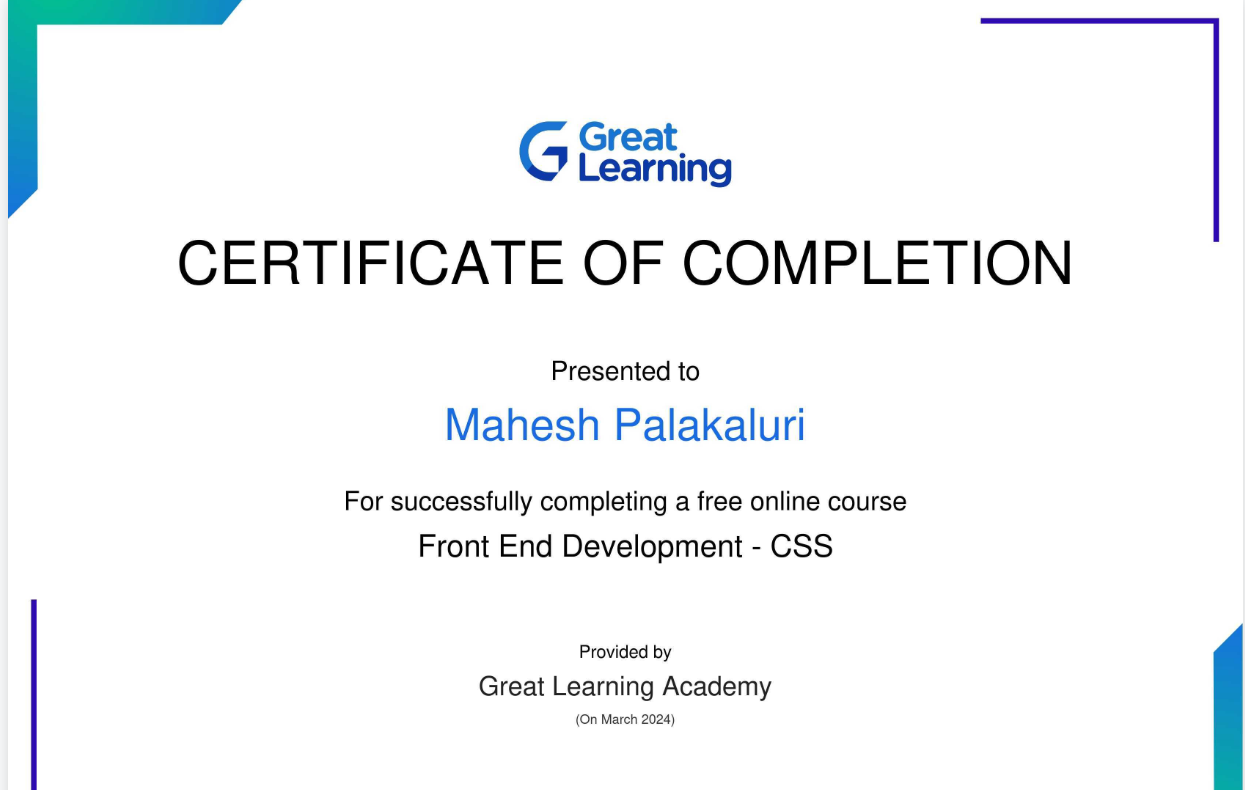 Great
Learning
CERTIFICATE OF COMPLETION
Presented to
Mahesh Palakaluri
For successfully completing a free online course
Front End Development - CSS
Provided by
Great Learning Academy
(On March 2024)